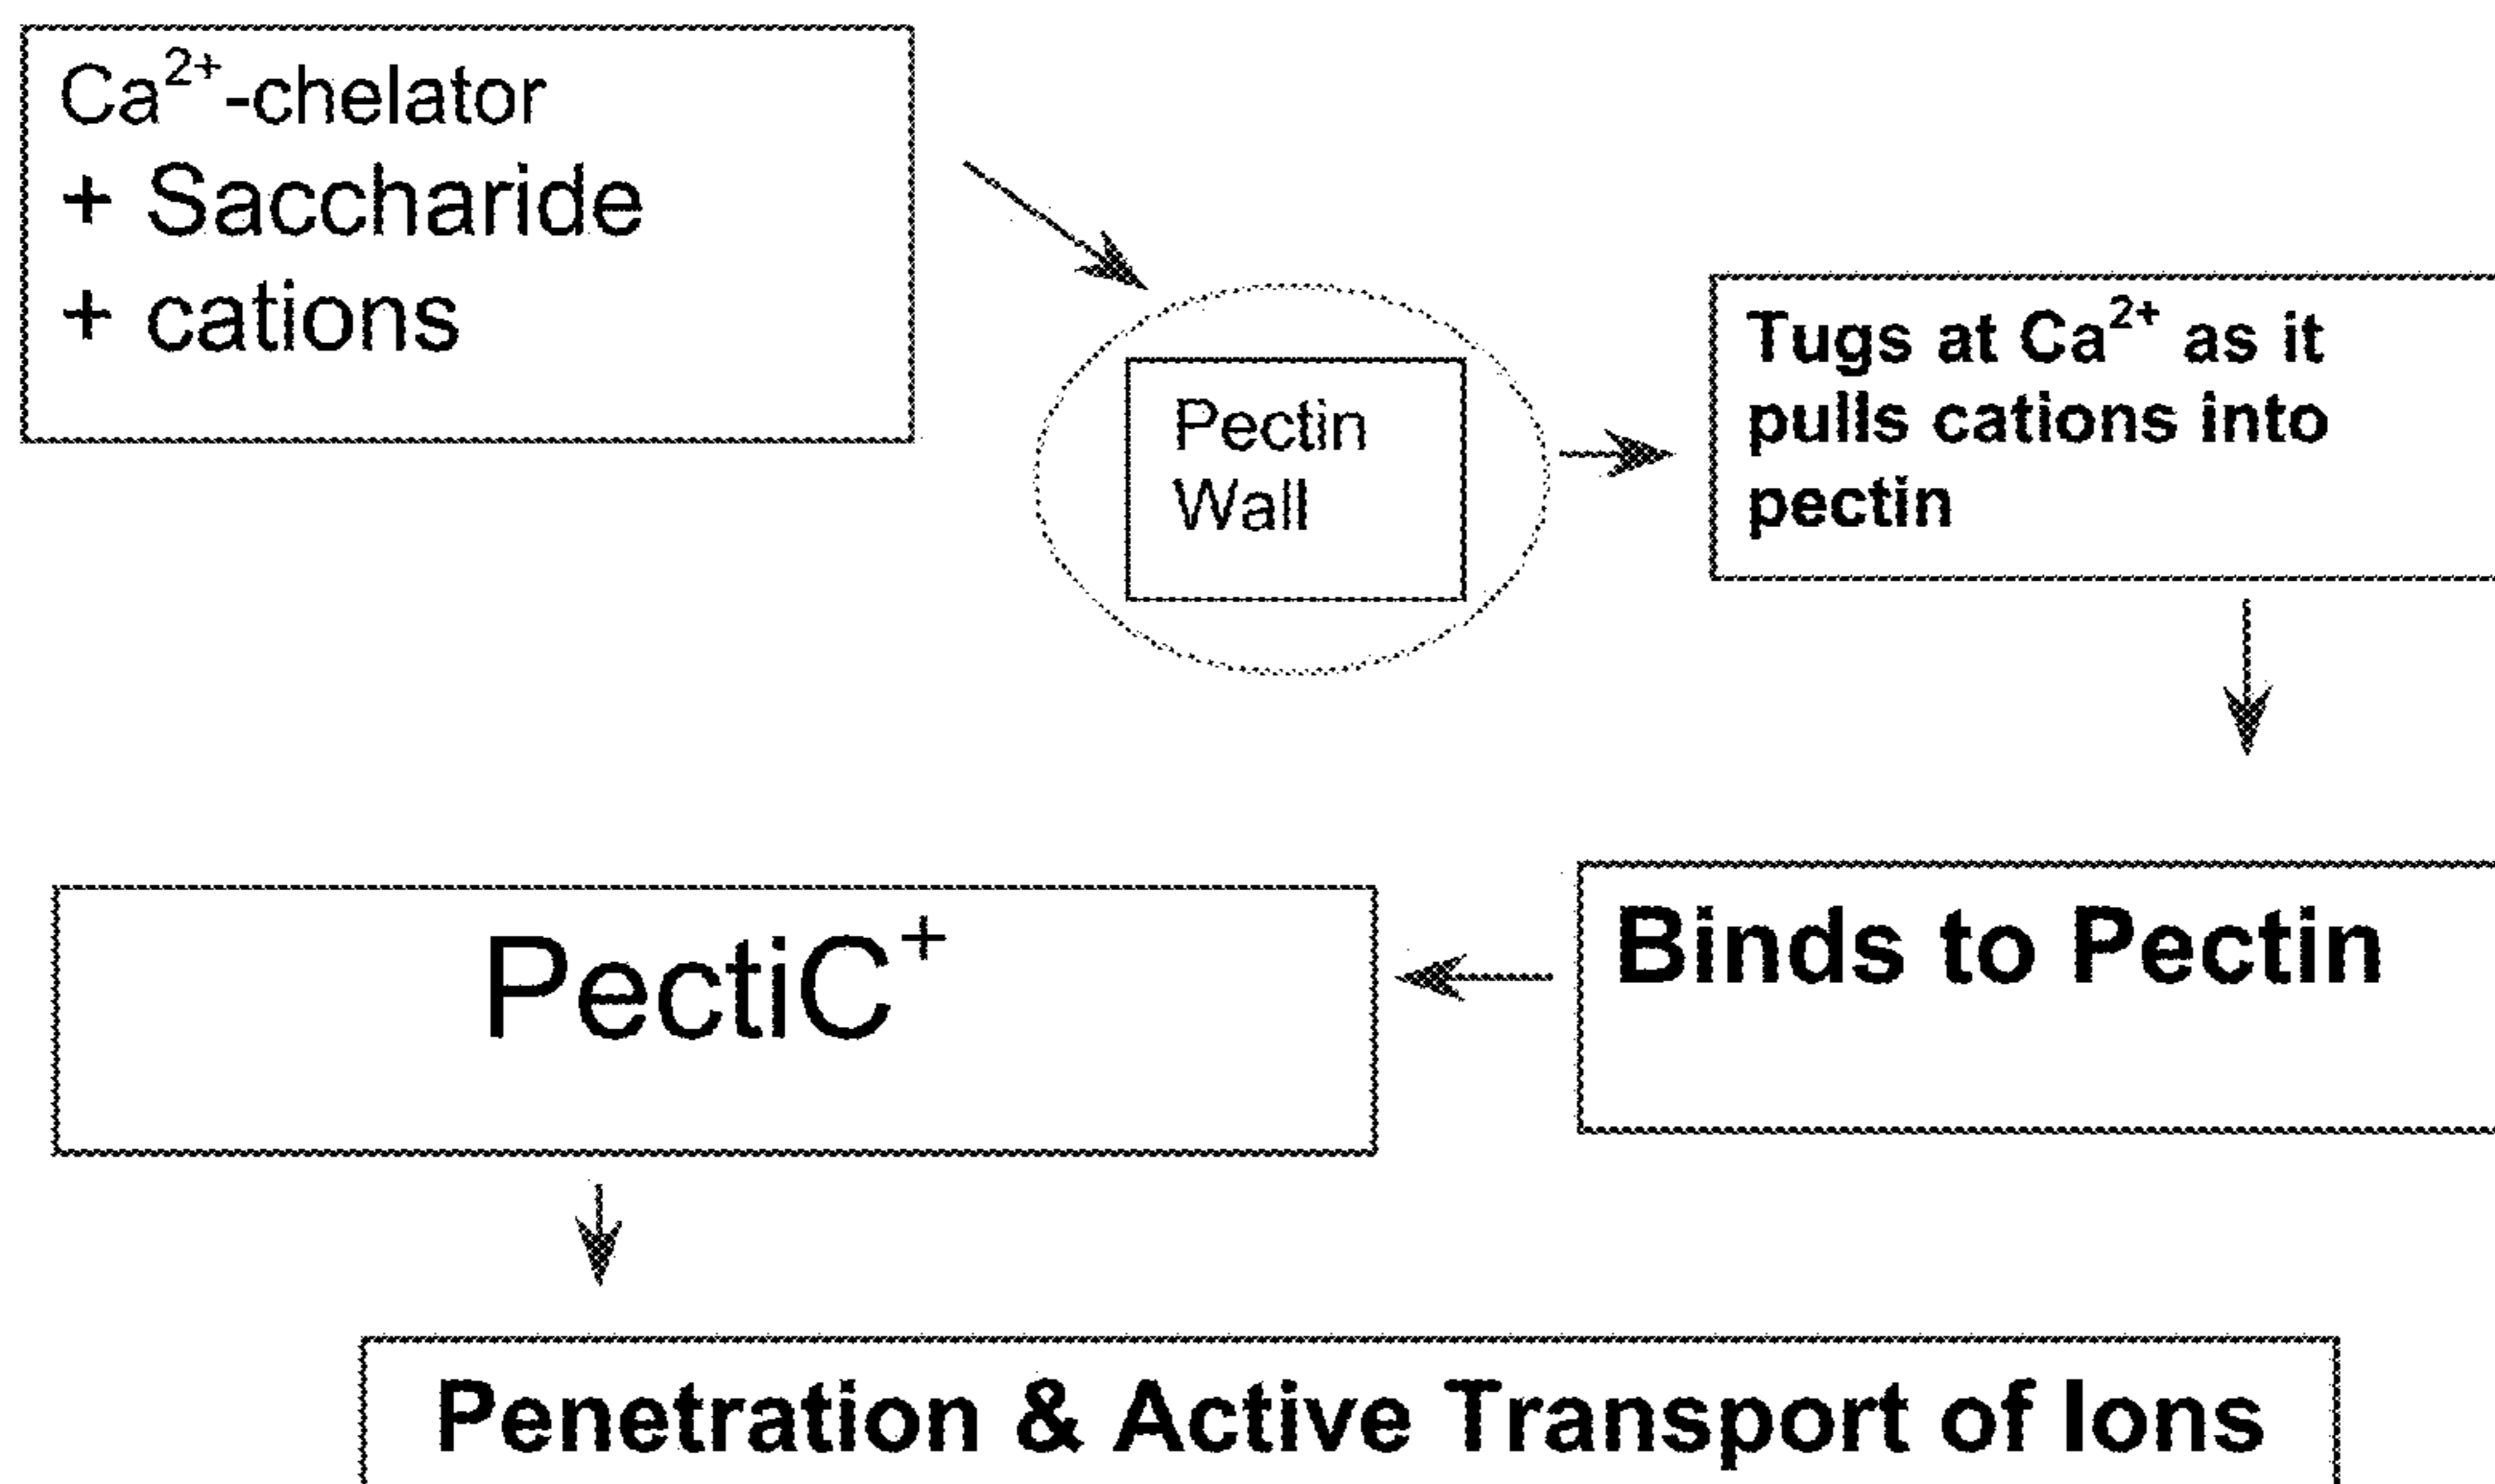 Ca²⁺-chelator
+ Saccharide
+ cations
Pectin
Wall
Tugs at Ca²⁺ as it
pulls cations into
pectin
Binds to Pectin
PectiC⁺
Penetration & Active Transport of Ions